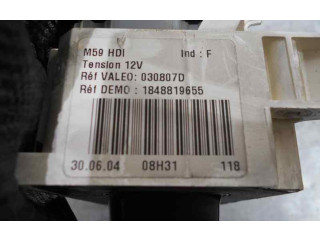 M59 HDI Ind : F
Tension 12V
Réf VALEO: 030807D
Réf DEMO : 1848819655
30.06.04 08H31 118